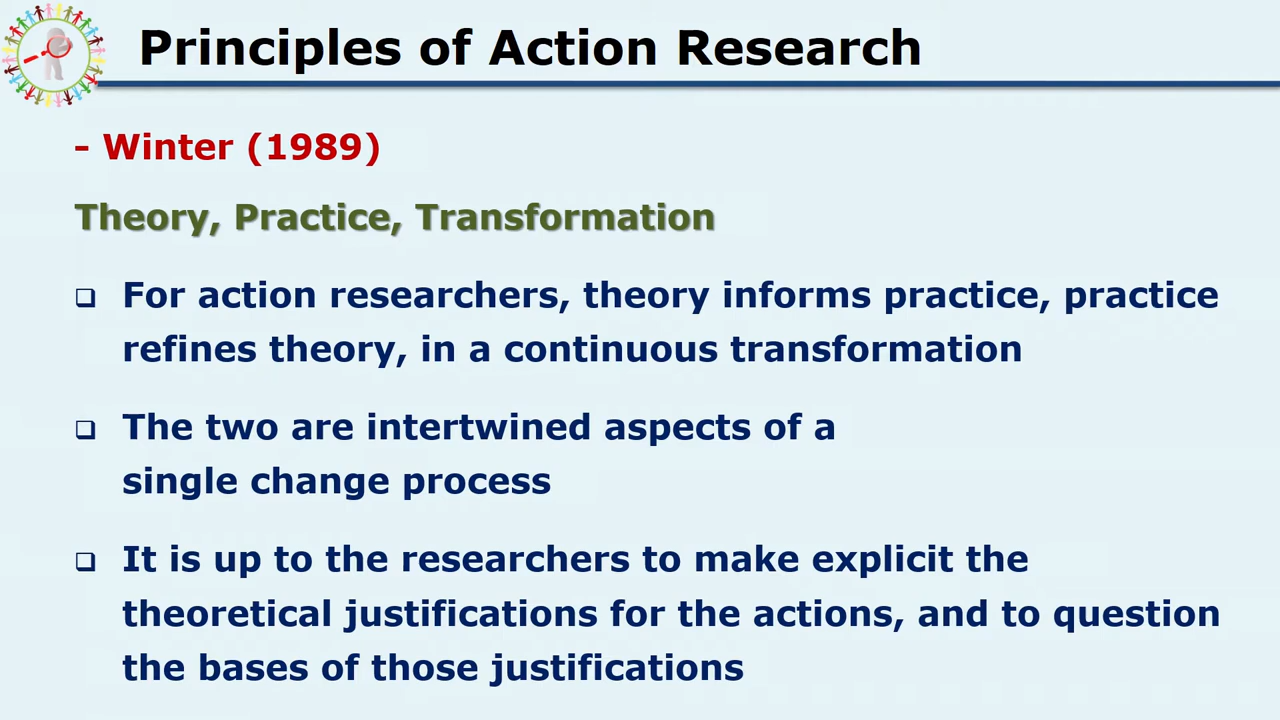 Principles of Action Research
- Winter (1989)
Theory, Practice, Transformation
❑ For action researchers, theory informs practice, practice
refines theory, in a continuous transformation
❑ The two are intertwined aspects of a
single change process
❑ It is up to the researchers to make explicit the
theoretical justifications for the actions, and to question
the bases of those justifications